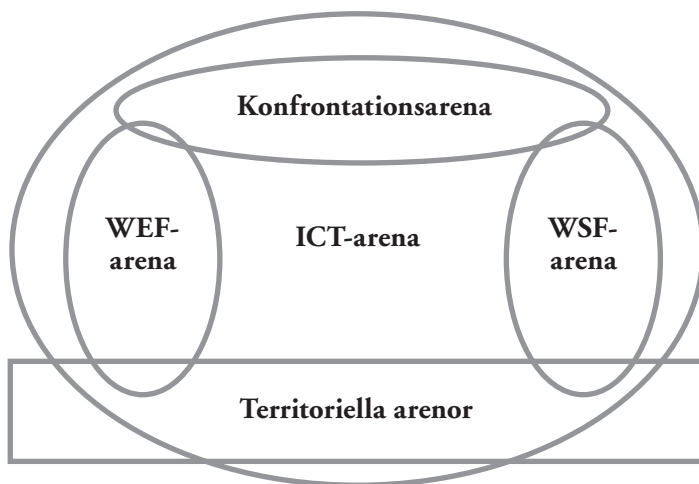 Konfrontationsarena
WEF-
arena
ICT-arena
WSF-
arena
Territoriella arenor